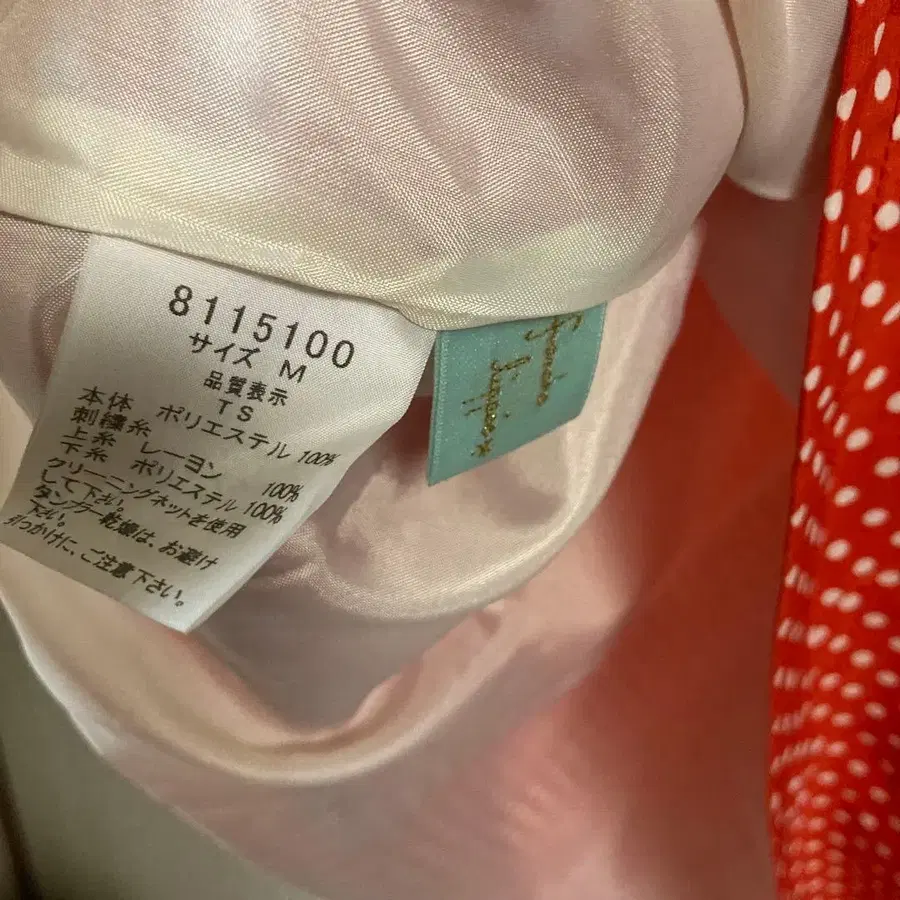 8115100
サイズ M
品質表示
TS
本体 ポリエステル 100%
刺繍糸
上糸 レーヨン 100%
下糸 ポリエステル 100%
クリーニングネットを使用
して下さい。
タンブラー乾燥は、お避け
下さい。
引っかけに、ご注意下さい。